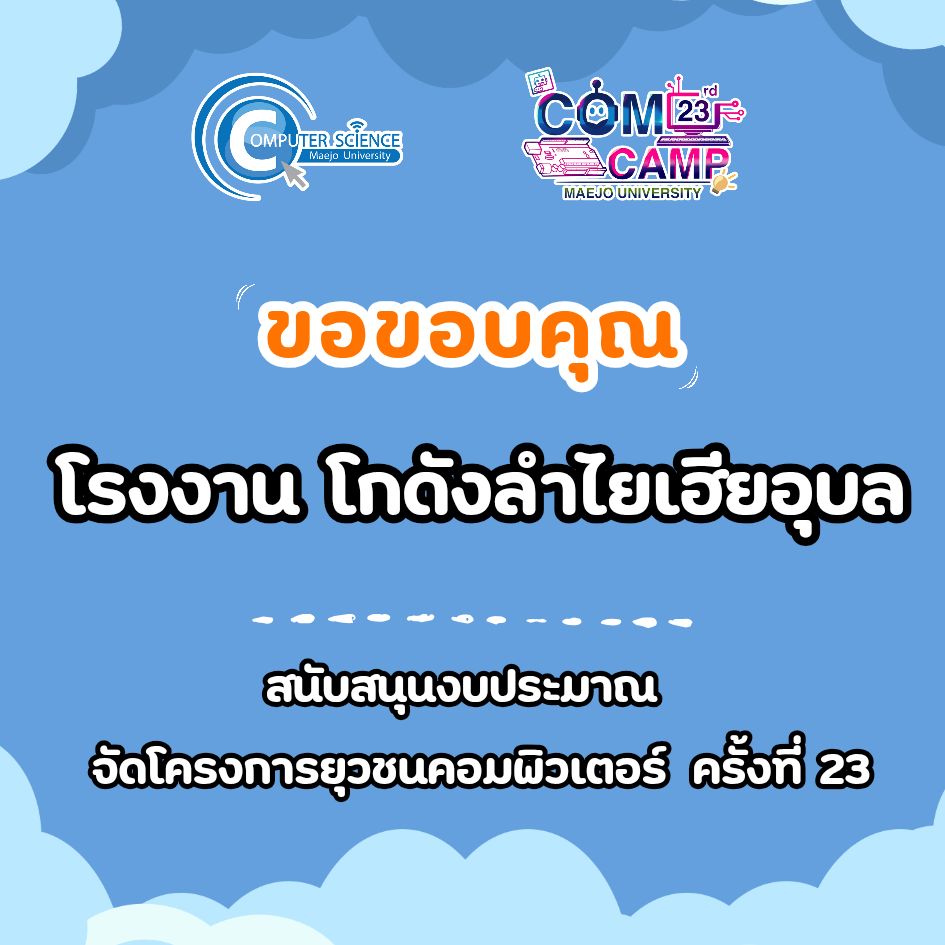 COMPUTER SCIENCE
Maejo University
COM 23rd
CAMP
MAEJO UNIVERSITY
ขอขอบคุณ
โรงงาน โกดังลำไยเฮียอุบล
สนับสนุนงบประมาณ
จัดโครงการยุวชนคอมพิวเตอร์ ครั้งที่ 23